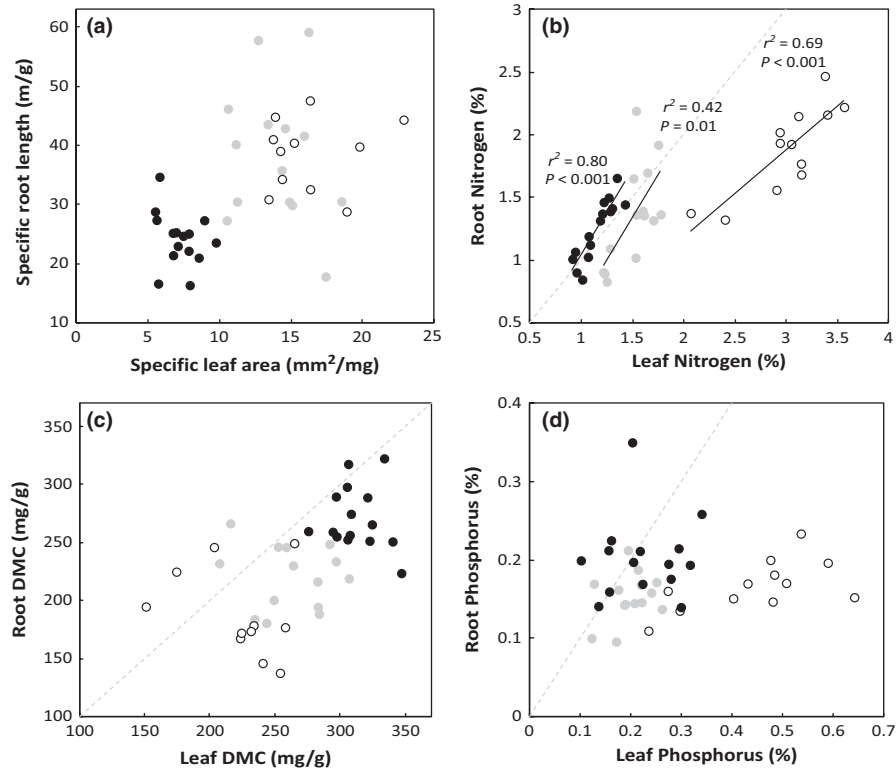 (a)
60
50
40
30
20
10
0
5
10
15
20
25
Specific root length (m/g)
Specific leaf area (mm²/mg)
(b)
3
2.5
2
1.5
1
0.5
0.5
1
1.5
2
2.5
3
3.5
4
Root Nitrogen (%)
Leaf Nitrogen (%)
r² = 0.69
P < 0.001
r² = 0.42
P = 0.01
r² = 0.80
P < 0.001
(c)
350
300
250
200
150
100
100
150
200
250
300
350
Root DMC (mg/g)
Leaf DMC (mg/g)
(d)
0.4
0.3
0.2
0.1
0
0
0.1
0.2
0.3
0.4
0.5
0.6
0.7
Root Phosphorus (%)
Leaf Phosphorus (%)